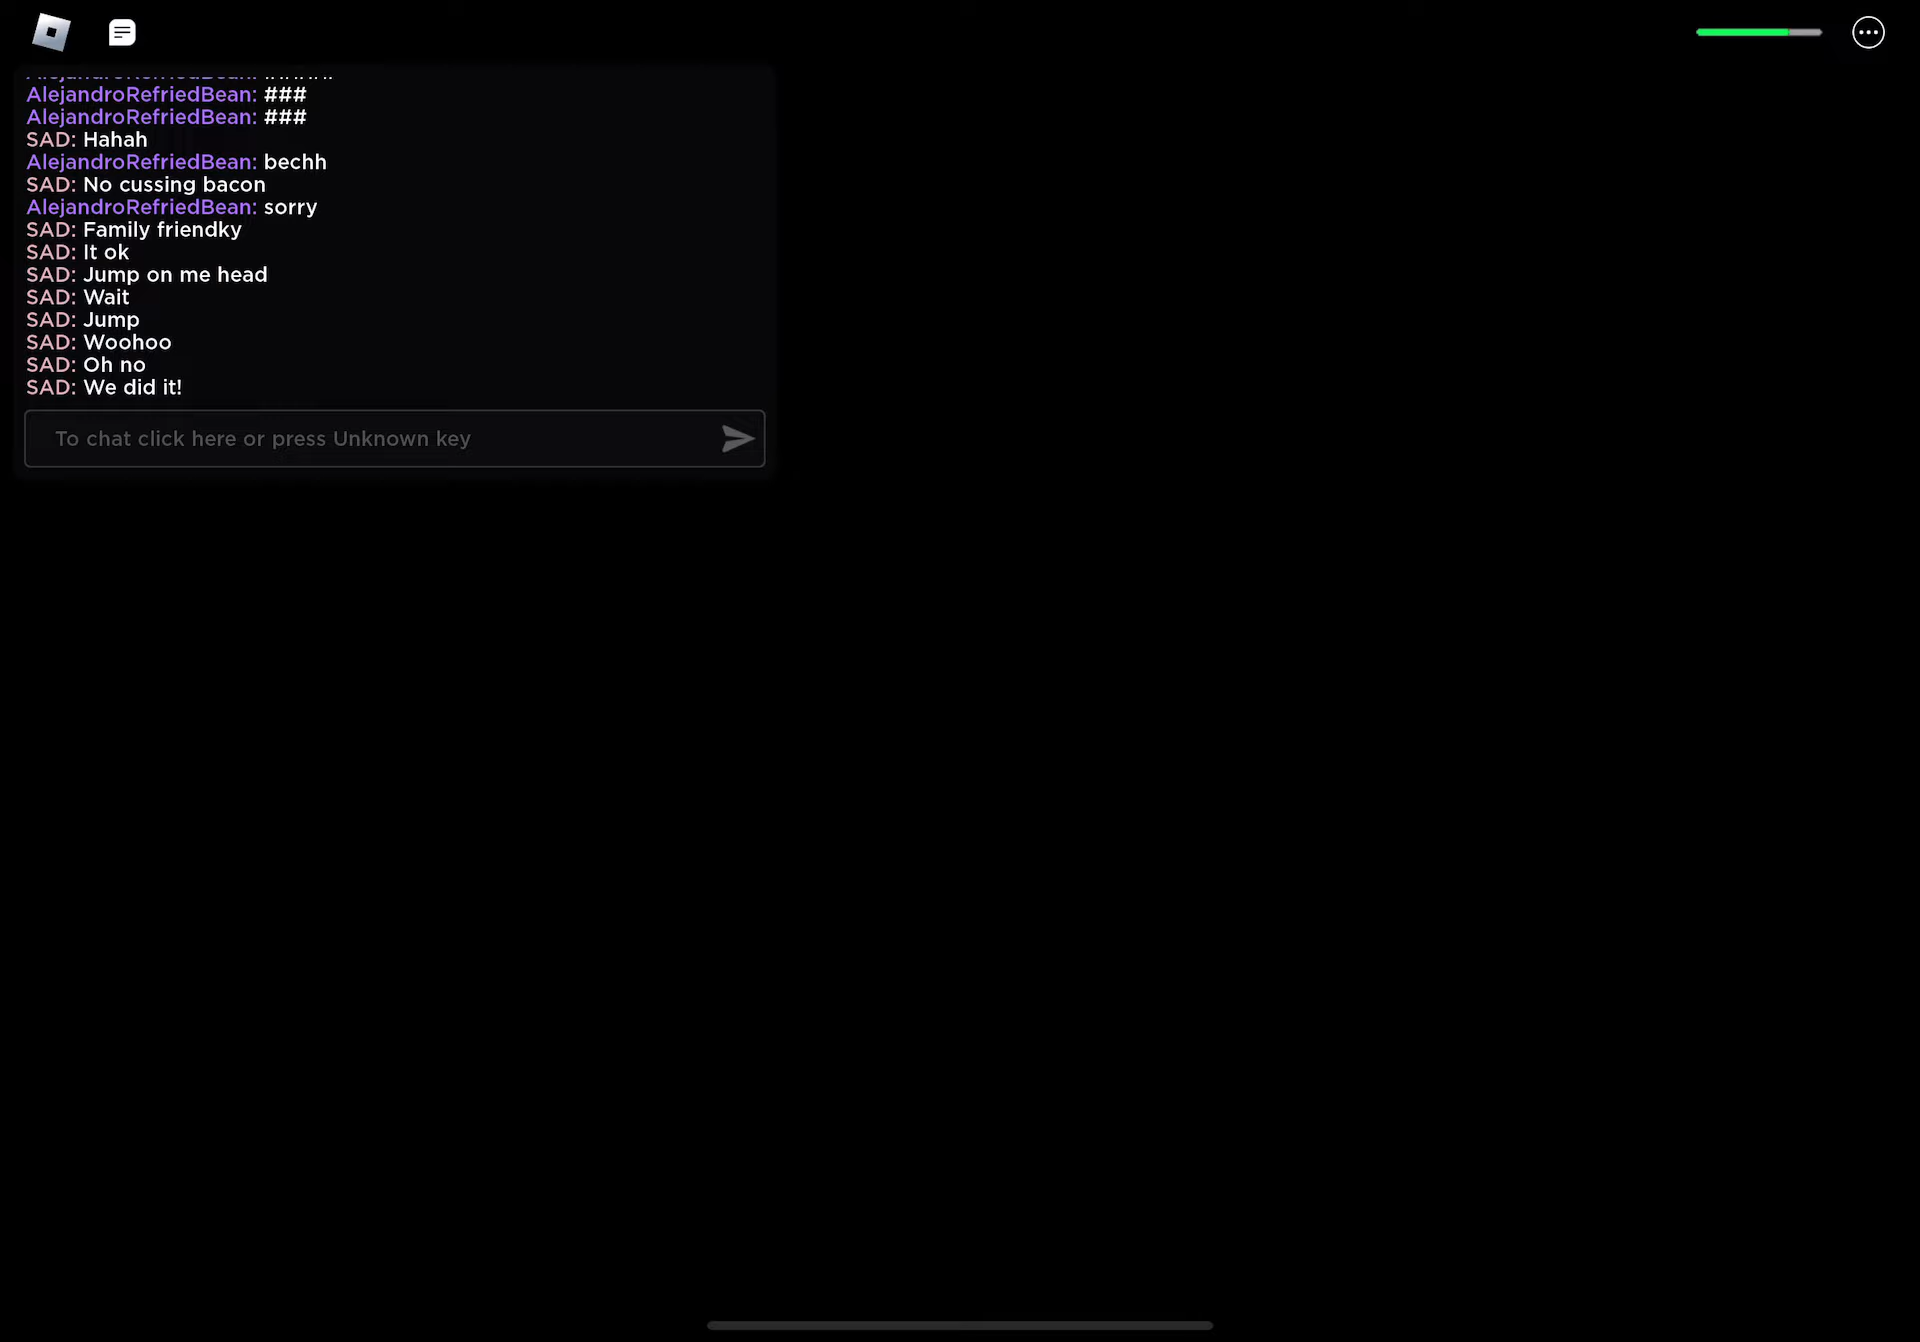 AlejandroRefriedBean: ###
AlejandroRefriedBean: ###
SAD: Hahah
AlejandroRefriedBean: bechh
SAD: No cussing bacon
AlejandroRefriedBean: sorry
SAD: Family friendky
SAD: It ok
SAD: Jump on me head
SAD: Wait
SAD: Jump
SAD: Woohoo
SAD: Oh no
SAD: We did it!
To chat click here or press Unknown key